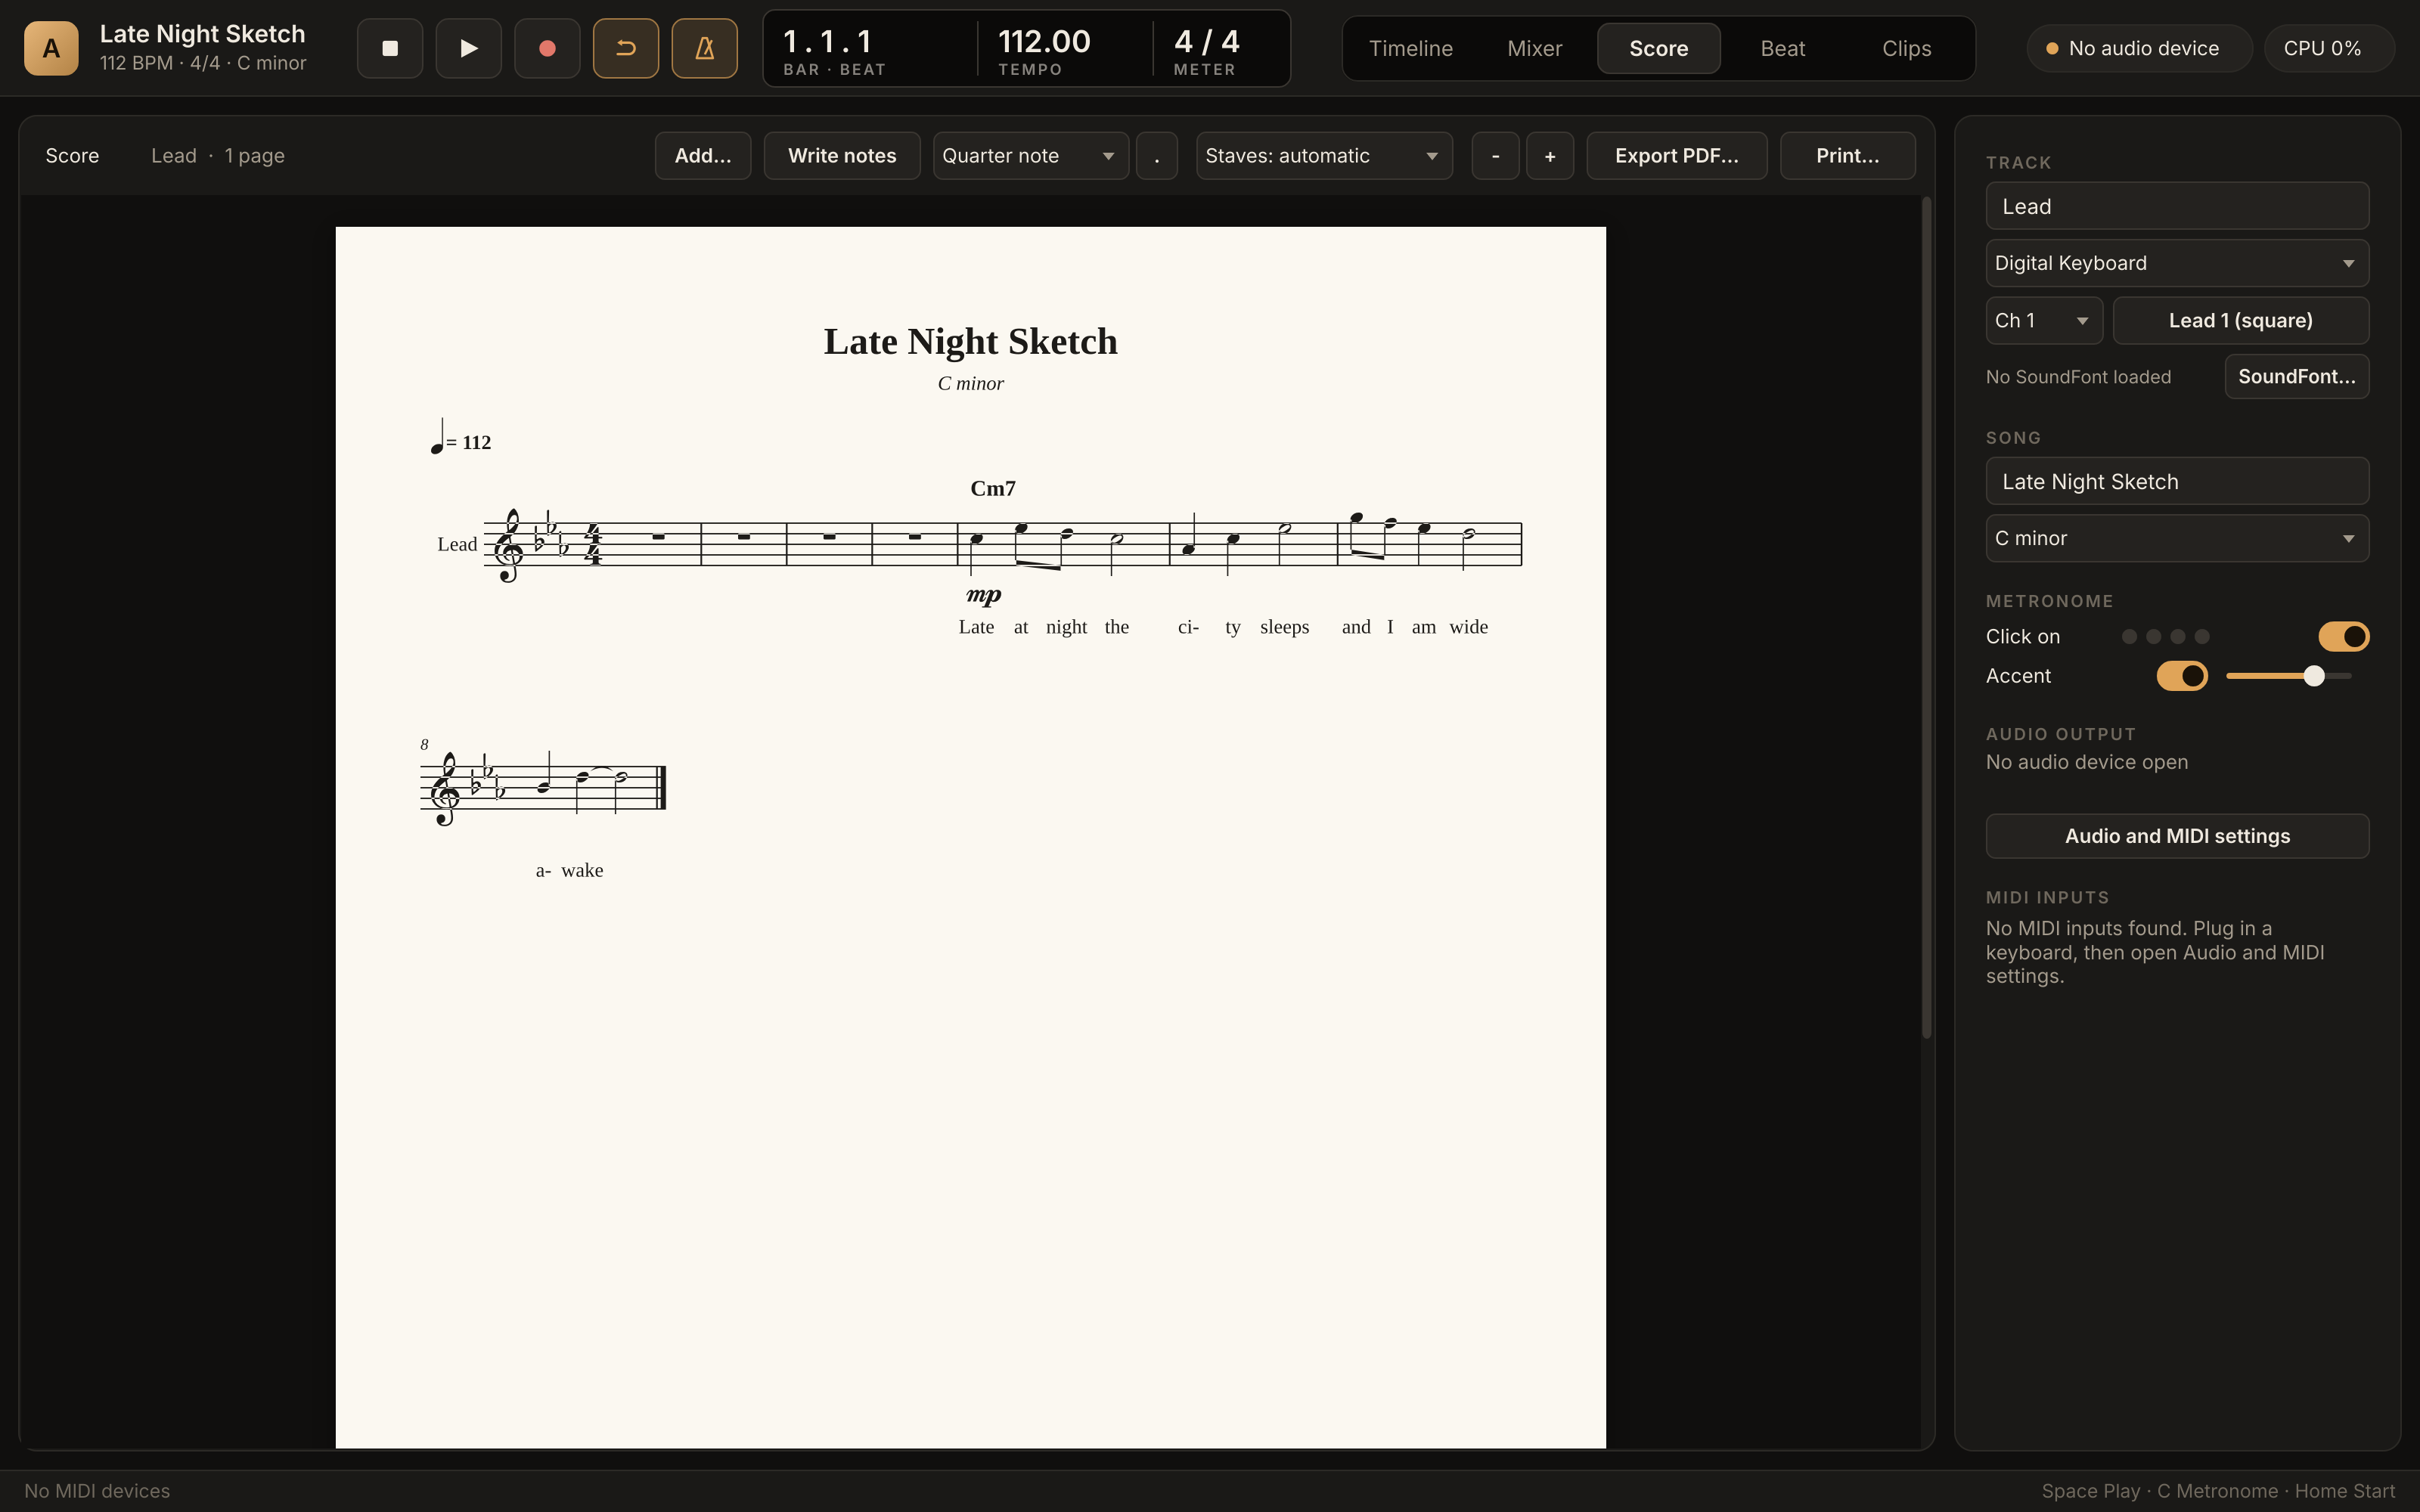 A
Late Night Sketch
112 BPM · 4/4 · C minor
1 . 1 . 1
BAR · BEAT
112.00
TEMPO
4 / 4
METER
Timeline
Mixer
Score
Beat
Clips
No audio device
CPU 0%
Score
Lead · 1 page
Add...
Write notes
Quarter note
.
Staves: automatic
-
+
Export PDF...
Print...
Late Night Sketch
C minor
= 112
Cm7
Lead
4
4
mp
Late at night the ci- ty sleeps and I am wide
8
a- wake
TRACK
Lead
Digital Keyboard
Ch 1
Lead 1 (square)
No SoundFont loaded
SoundFont...
SONG
Late Night Sketch
C minor
METRONOME
Click on
Accent
AUDIO OUTPUT
No audio device open
Audio and MIDI settings
MIDI INPUTS
No MIDI inputs found. Plug in a
keyboard, then open Audio and MIDI
settings.
No MIDI devices
Space Play · C Metronome · Home Start